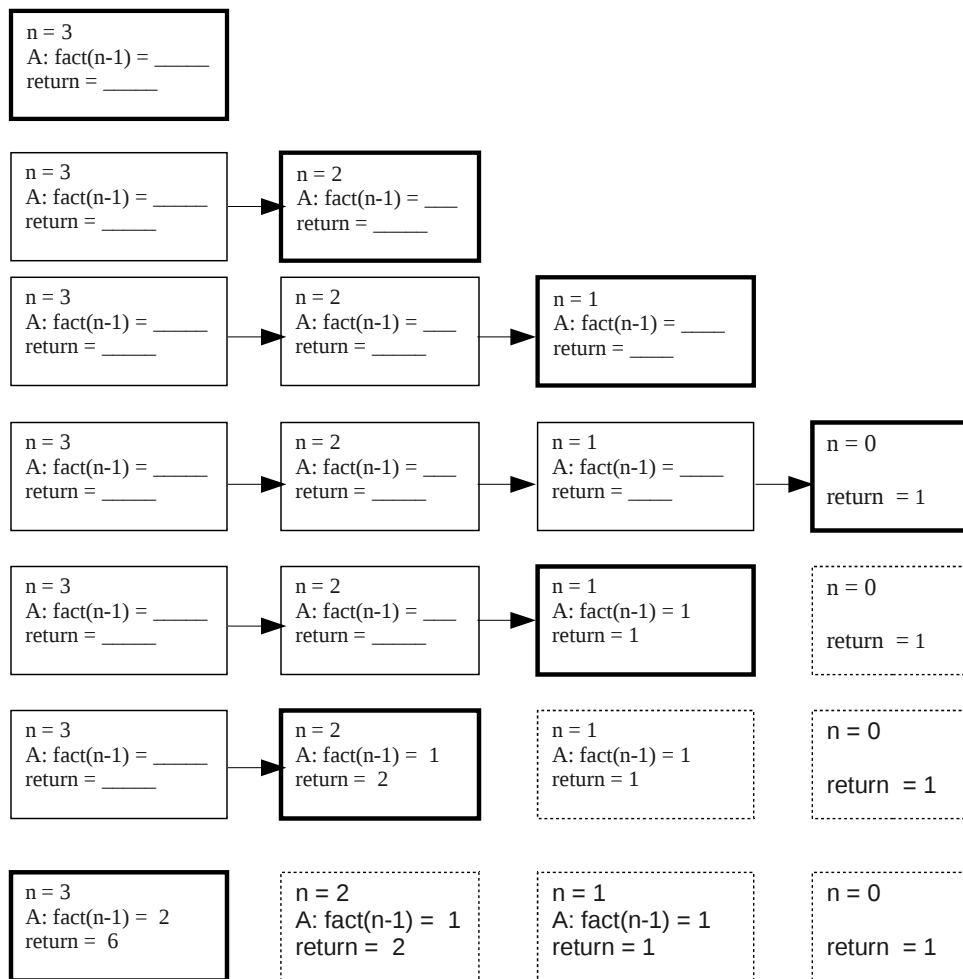 n = 3
A: fact(n-1) = _____
return = _____
n = 3
A: fact(n-1) = _____
return = _____
n = 2
A: fact(n-1) = ___
return = _____
n = 3
A: fact(n-1) = _____
return = _____
n = 2
A: fact(n-1) = ___
return = _____
n = 1
A: fact(n-1) = ____
return = ____
n = 3
A: fact(n-1) = _____
return = _____
n = 2
A: fact(n-1) = ___
return = _____
n = 1
A: fact(n-1) = ____
return = ____
n = 0
return = 1
n = 3
A: fact(n-1) = _____
return = _____
n = 2
A: fact(n-1) = ___
return = _____
n = 1
A: fact(n-1) = 1
return = 1
n = 0
return = 1
n = 3
A: fact(n-1) = _____
return = _____
n = 2
A: fact(n-1) = 1
return = 2
n = 1
A: fact(n-1) = 1
return = 1
n = 0
return = 1
n = 3
A: fact(n-1) = 2
return = 6
n = 2
A: fact(n-1) = 1
return = 2
n = 1
A: fact(n-1) = 1
return = 1
n = 0
return = 1